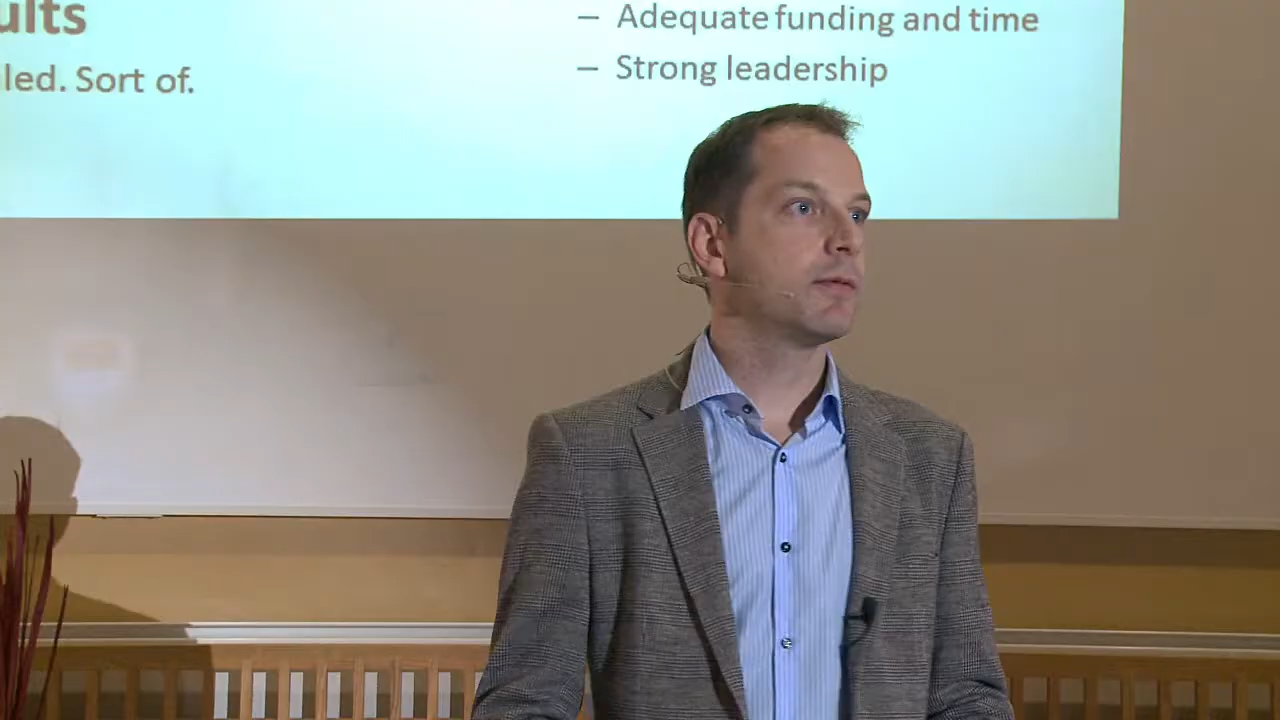 ults
led. Sort of.
– Adequate funding and time
– Strong leadership